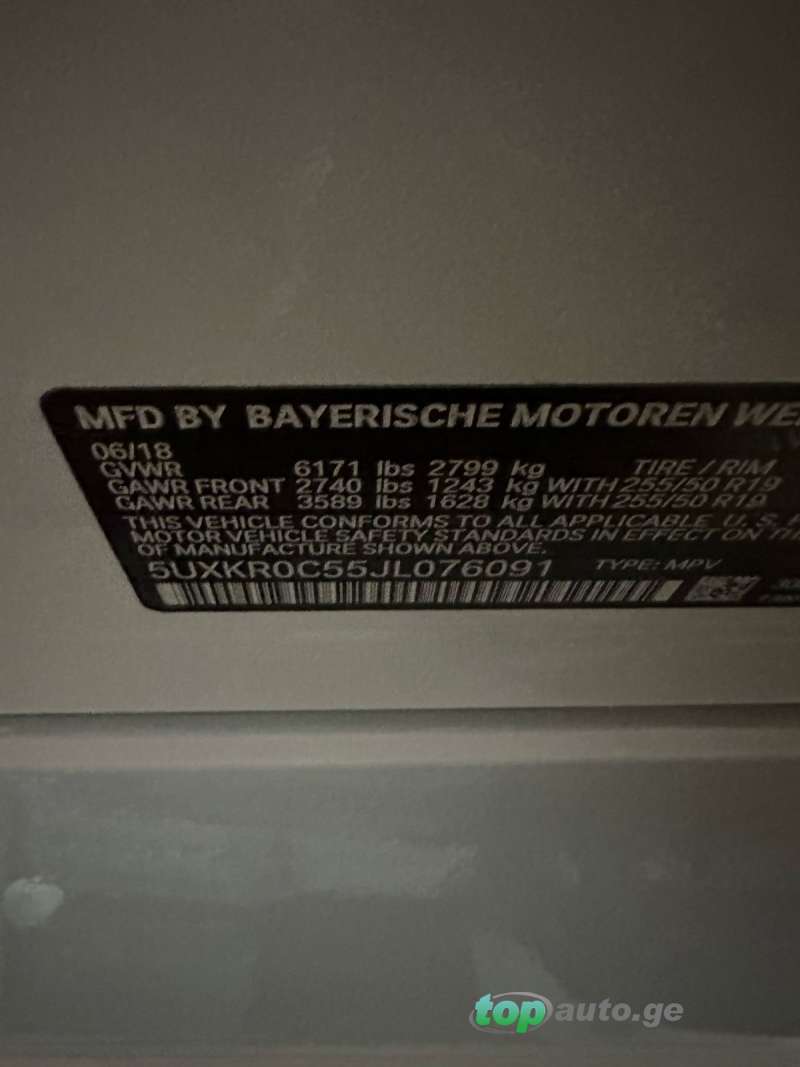 MFD BY BAYERISCHE MOTOREN WE
06/18
GVWR 6171 lbs 2799 kg TIRE / RIM
GAWR FRONT 2740 lbs 1243 kg WITH 255/50 R19
GAWR REAR 3589 lbs 1628 kg WITH 255/50 R19
THIS VEHICLE CONFORMS TO ALL APPLICABLE U. S. F
MOTOR VEHICLE SAFETY STANDARDS IN EFFECT ON THE
OF MANUFACTURE SHOWN ABOVE.
5UXKR0C55JL076091 TYPE: MPV
topauto.ge